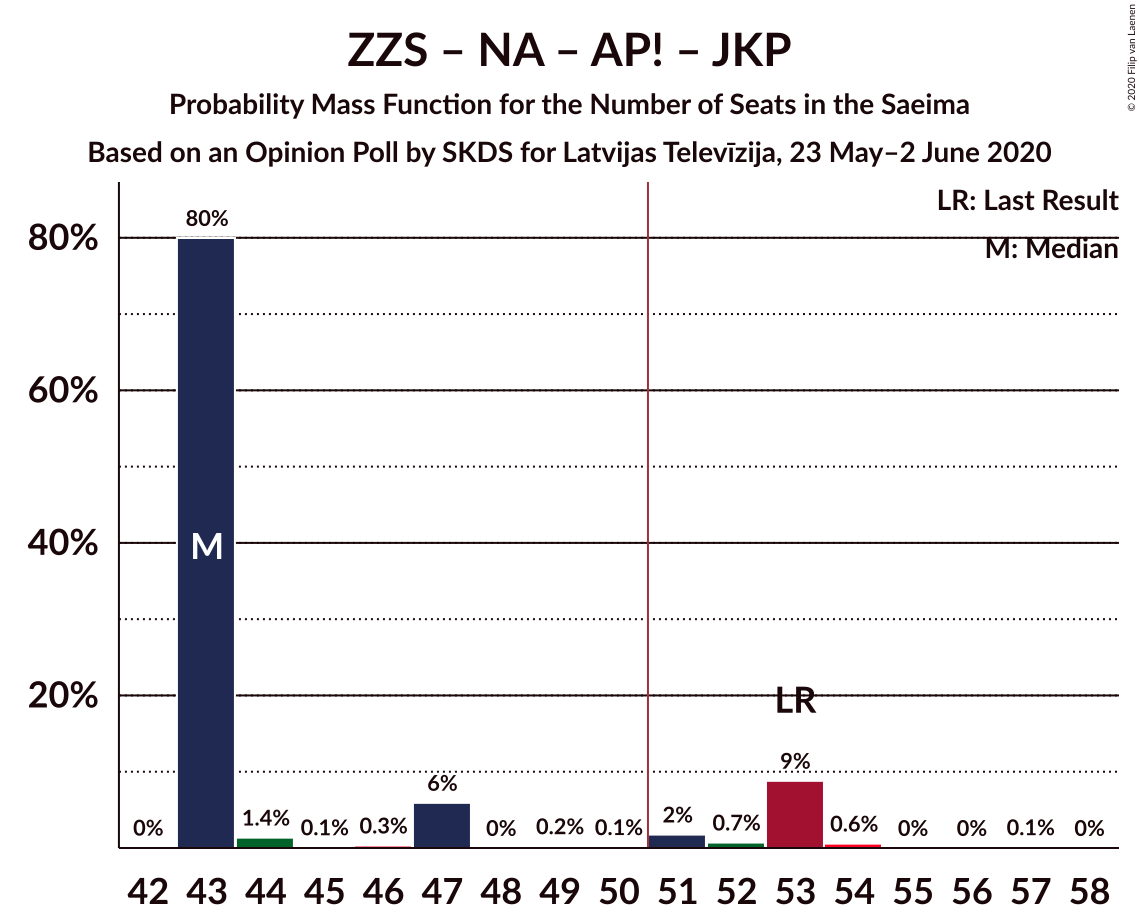 ZZS – NA – AP! – JKP
Probability Mass Function for the Number of Seats in the Saeima
Based on an Opinion Poll by SKDS for Latvijas Televīzija, 23 May–2 June 2020
© 2020 Filip van Laenen
LR: Last Result
M: Median
80%
60%
40%
20%
0%
80%
1.4%
0.1%
0.3%
6%
0%
0.2%
0.1%
2%
0.7%
9%
0.6%
0%
0%
0.1%
0%
M
LR
42 43 44 45 46 47 48 49 50 51 52 53 54 55 56 57 58